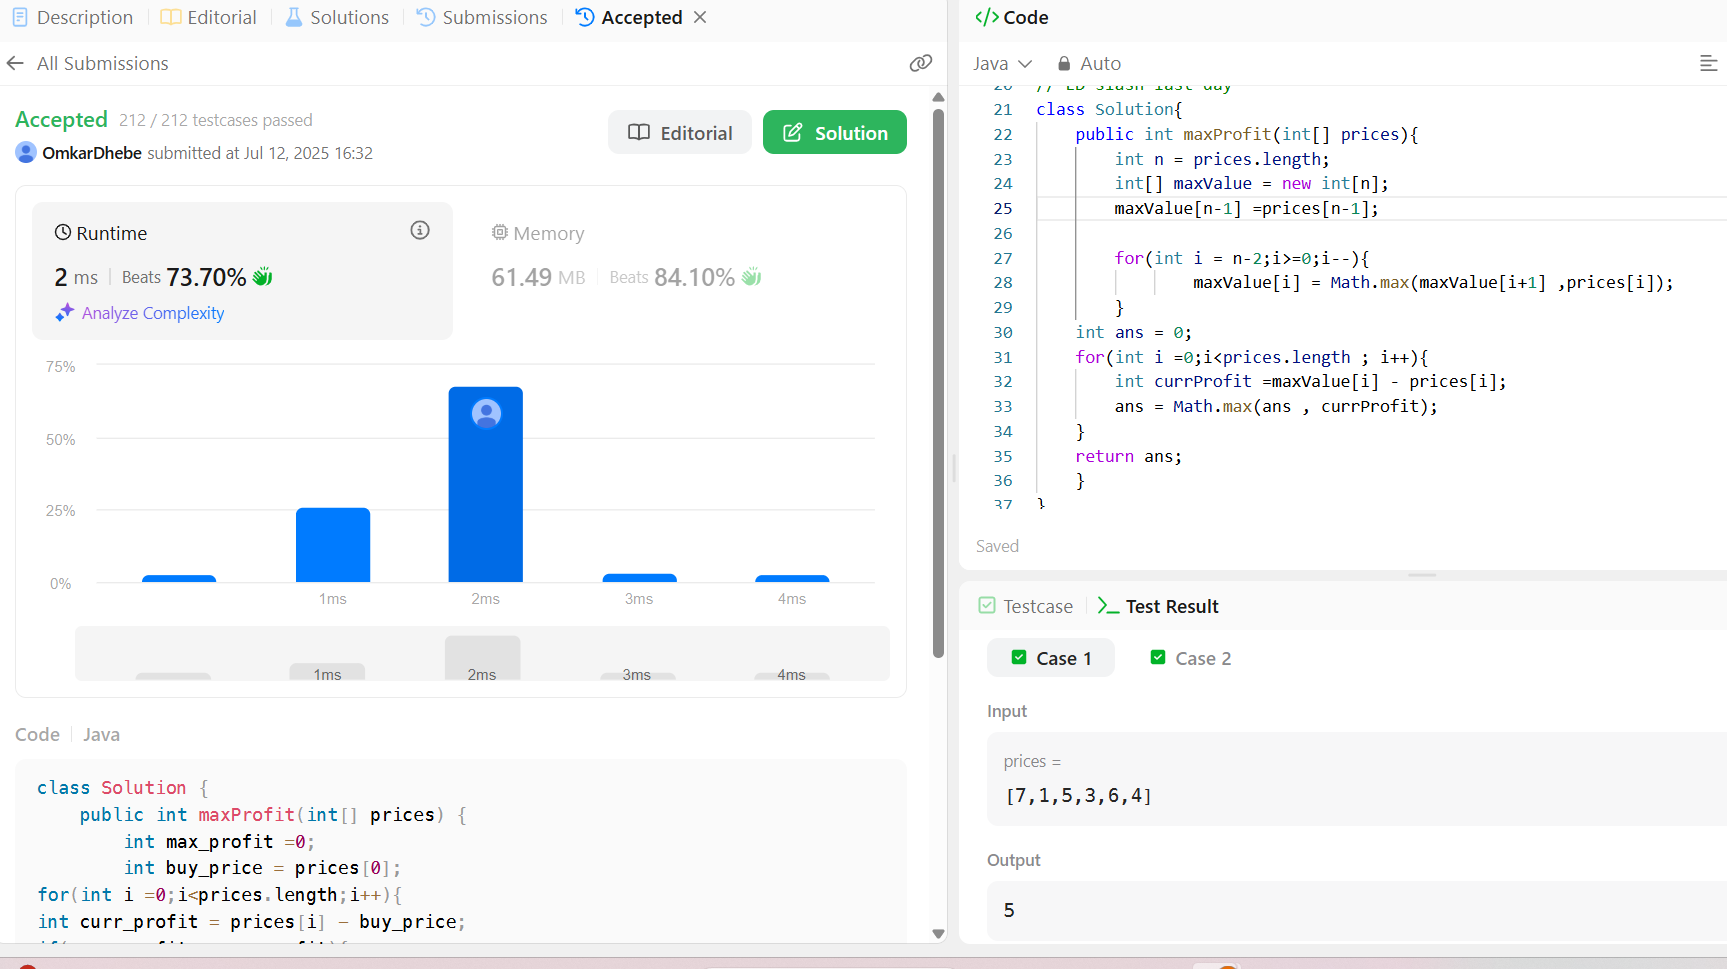 Description
Editorial
Solutions
Submissions
Accepted
All Submissions
Accepted 212 / 212 testcases passed
OmkarDhebe submitted at Jul 12, 2025 16:32
Editorial
Solution
Runtime
2 ms Beats 73.70%
Analyze Complexity
Memory
61.49 MB Beats 84.10%
75%
50%
25%
0%
1ms 2ms 3ms 4ms
1ms 2ms 3ms 4ms
Code Java
class Solution {
public int maxProfit(int[] prices) {
int max_profit =0;
int buy_price = prices[0];
for(int i =0;i<prices.length;i++){
int curr_profit = prices[i] - buy_price;
</> Code
Java
Auto
20 // LD slash last day
21 class Solution{
22 public int maxProfit(int[] prices){
23 int n = prices.length;
24 int[] maxValue = new int[n];
25 maxValue[n-1] =prices[n-1];
26
27 for(int i = n-2;i>=0;i--){
28 maxValue[i] = Math.max(maxValue[i+1] ,prices[i]);
29 }
30 int ans = 0;
31 for(int i =0;i<prices.length ; i++){
32 int currProfit =maxValue[i] - prices[i];
33 ans = Math.max(ans , currProfit);
34 }
35 return ans;
36 }
37 }
Saved
Testcase
Test Result
Case 1
Case 2
Input
prices =
[7,1,5,3,6,4]
Output
5